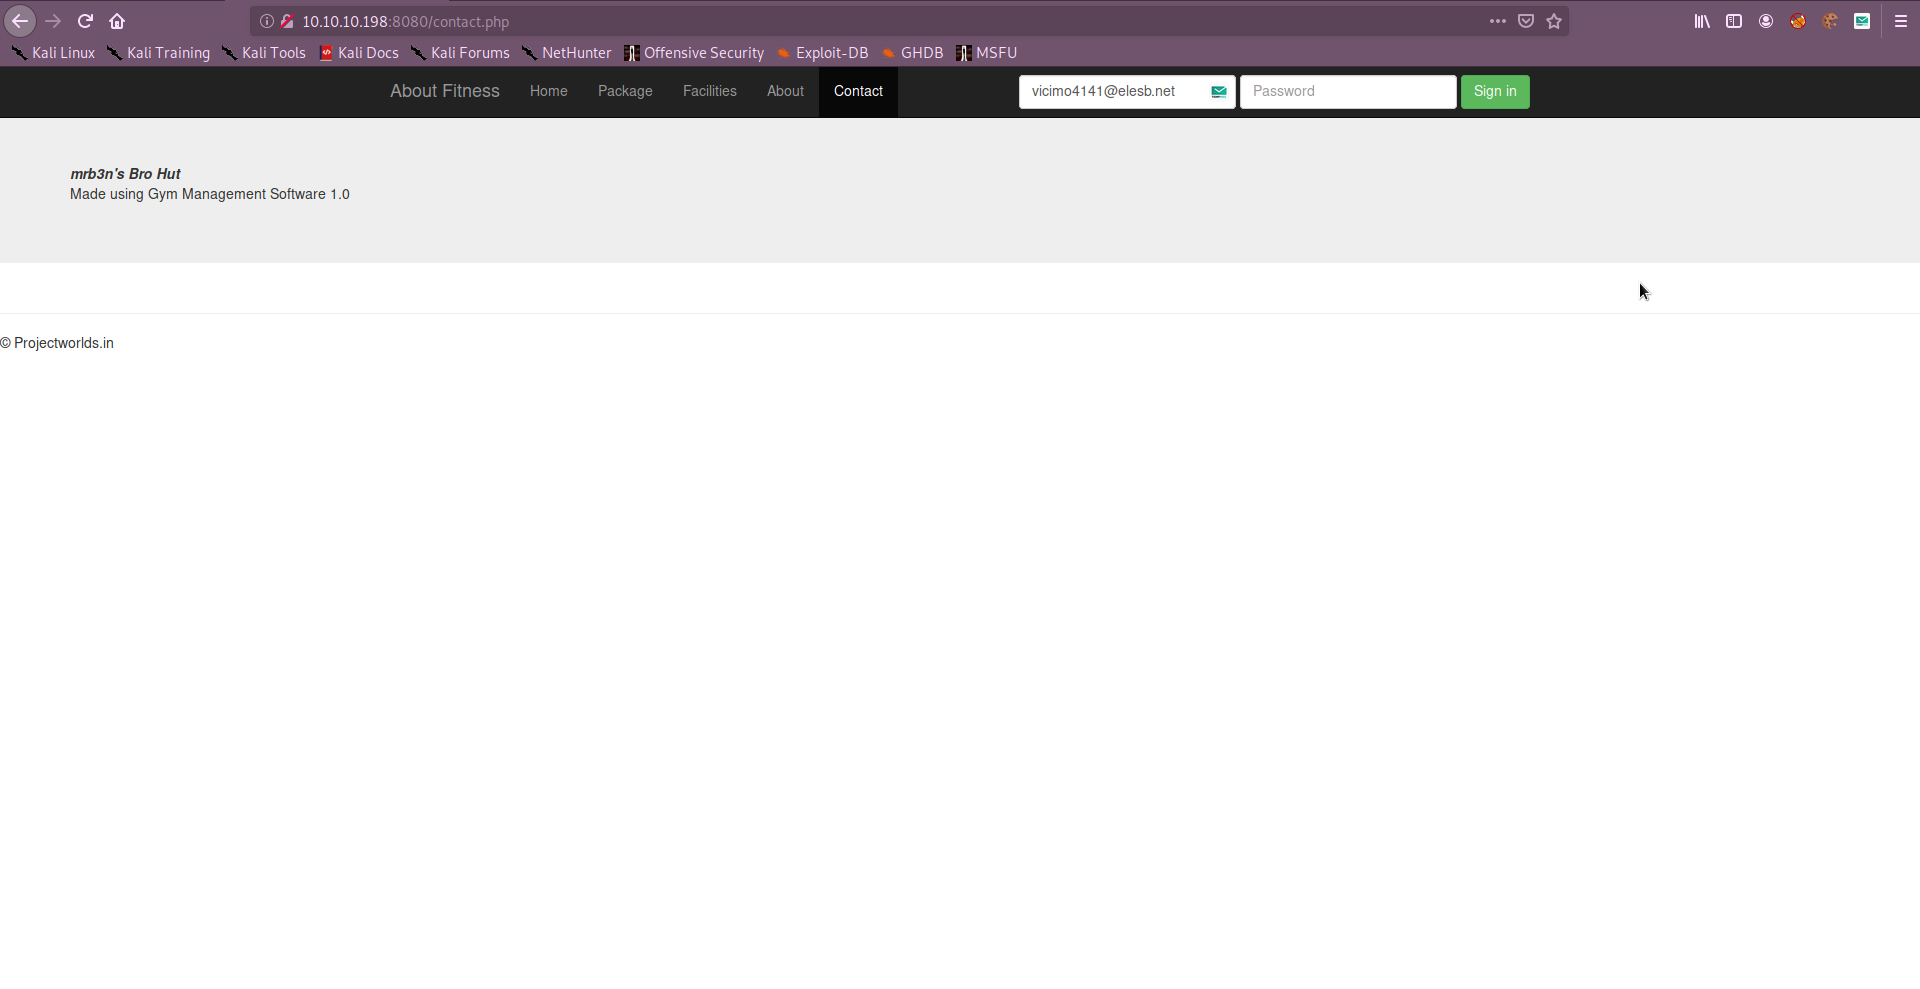 10.10.10.198:8080/contact.php
Kali Linux Kali Training Kali Tools Kali Docs Kali Forums NetHunter Offensive Security Exploit-DB GHDB MSFU
About Fitness Home Package Facilities About Contact vicimo4141@elesb.net Password Sign in
mrb3n's Bro Hut
Made using Gym Management Software 1.0
© Projectworlds.in